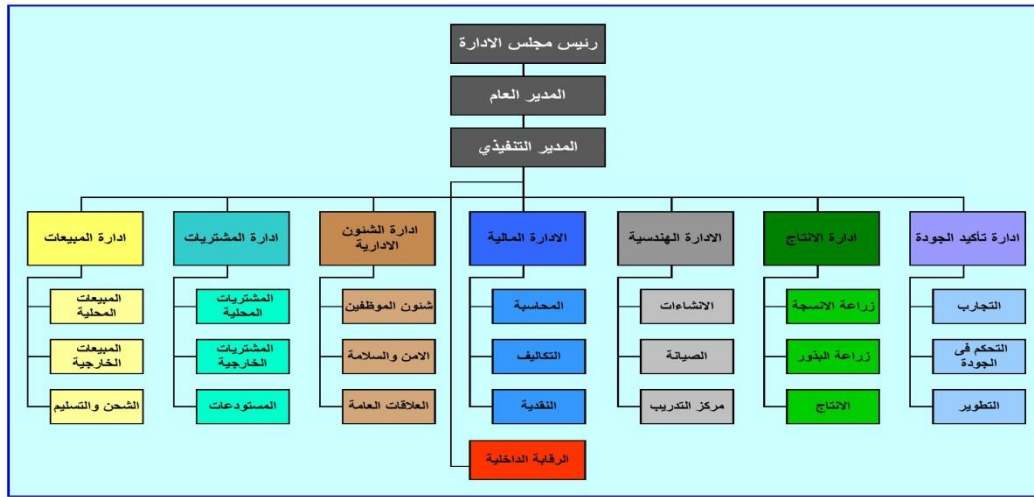 رئيس مجلس الادارة
المدير العام
المدير التنفيذي
ادارة تأكيد الجودة
ادارة الانتاج
الادارة الهندسية
الادارة المالية
ادارة الشئون
الادارية
ادارة المشتريات
ادارة المبيعات
التجارب
زراعة الانسجة
الانشاءات
المحاسبة
شئون الموظفين
المشتريات
المحلية
المبيعات
المحلية
التحكم فى
الجودة
زراعة البذور
الصيانة
التكاليف
الامن والسلامة
المشتريات
الخارجية
المبيعات
الخارجية
التطوير
الانتاج
مركز التدريب
النقدية
العلاقات العامة
المستودعات
الشحن والتسليم
الرقابة الداخلية